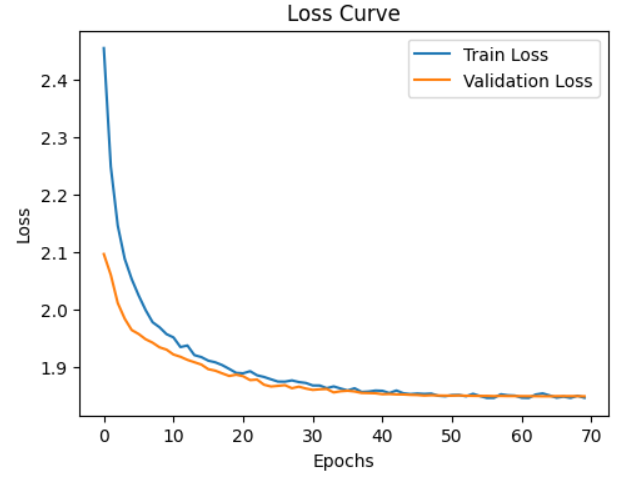 Loss Curve
Train Loss
Validation Loss
2.4
2.3
2.2
2.1
2.0
1.9
Loss
0 10 20 30 40 50 60 70
Epochs